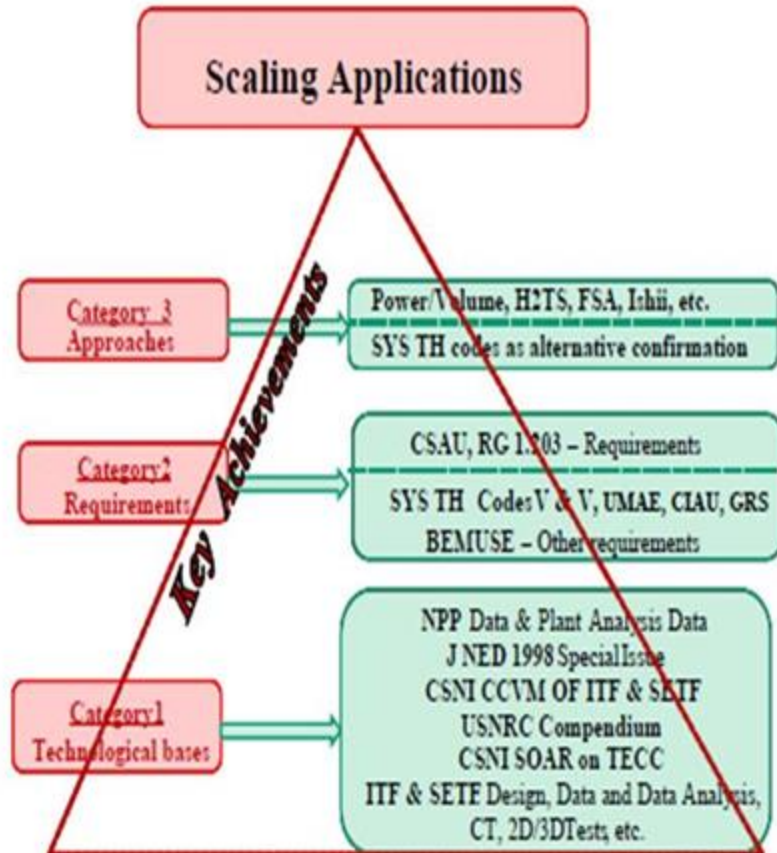 Scaling Applications
Key Achievements
Category 3
Approaches
Power/Volume, H2TS, FSA, Ishii, etc.
SYS TH codes as alternative confirmation
Category2
Requirements
CSAU, RG 1.203 – Requirements
SYS TH Codes V & V, UMAE, CIAU, GRS
BEMUSE – Other requirements
Category1
Technological bases
NPP Data & Plant Analysis Data
J NED 1998 Special Issue
CSNI CCVM OF ITF & SETF
USNRC Compendium
CSNI SOAR on TECC
ITF & SETF Design, Data and Data Analysis,
CT, 2D/3DTests, etc.